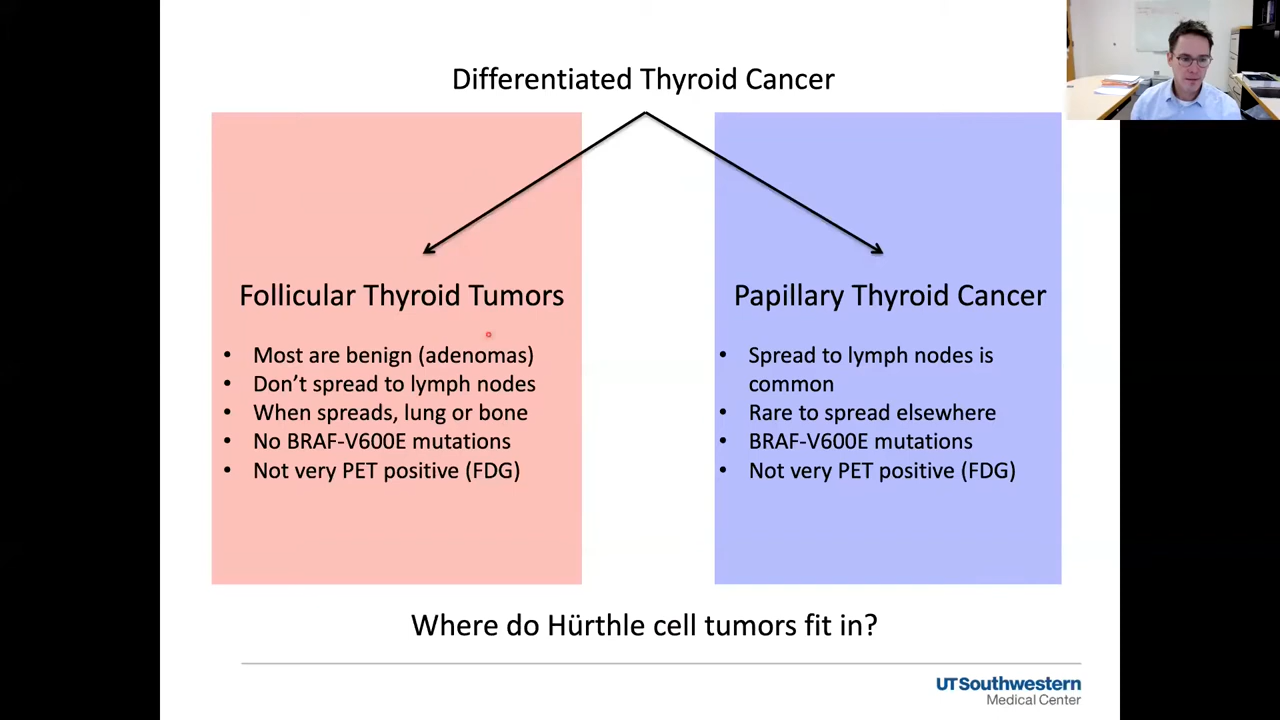 Differentiated Thyroid Cancer
Follicular Thyroid Tumors
• Most are benign (adenomas)
• Don’t spread to lymph nodes
• When spreads, lung or bone
• No BRAF-V600E mutations
• Not very PET positive (FDG)
Papillary Thyroid Cancer
• Spread to lymph nodes is
common
• Rare to spread elsewhere
• BRAF-V600E mutations
• Not very PET positive (FDG)
Where do Hürthle cell tumors fit in?
UTSouthwestern
Medical Center